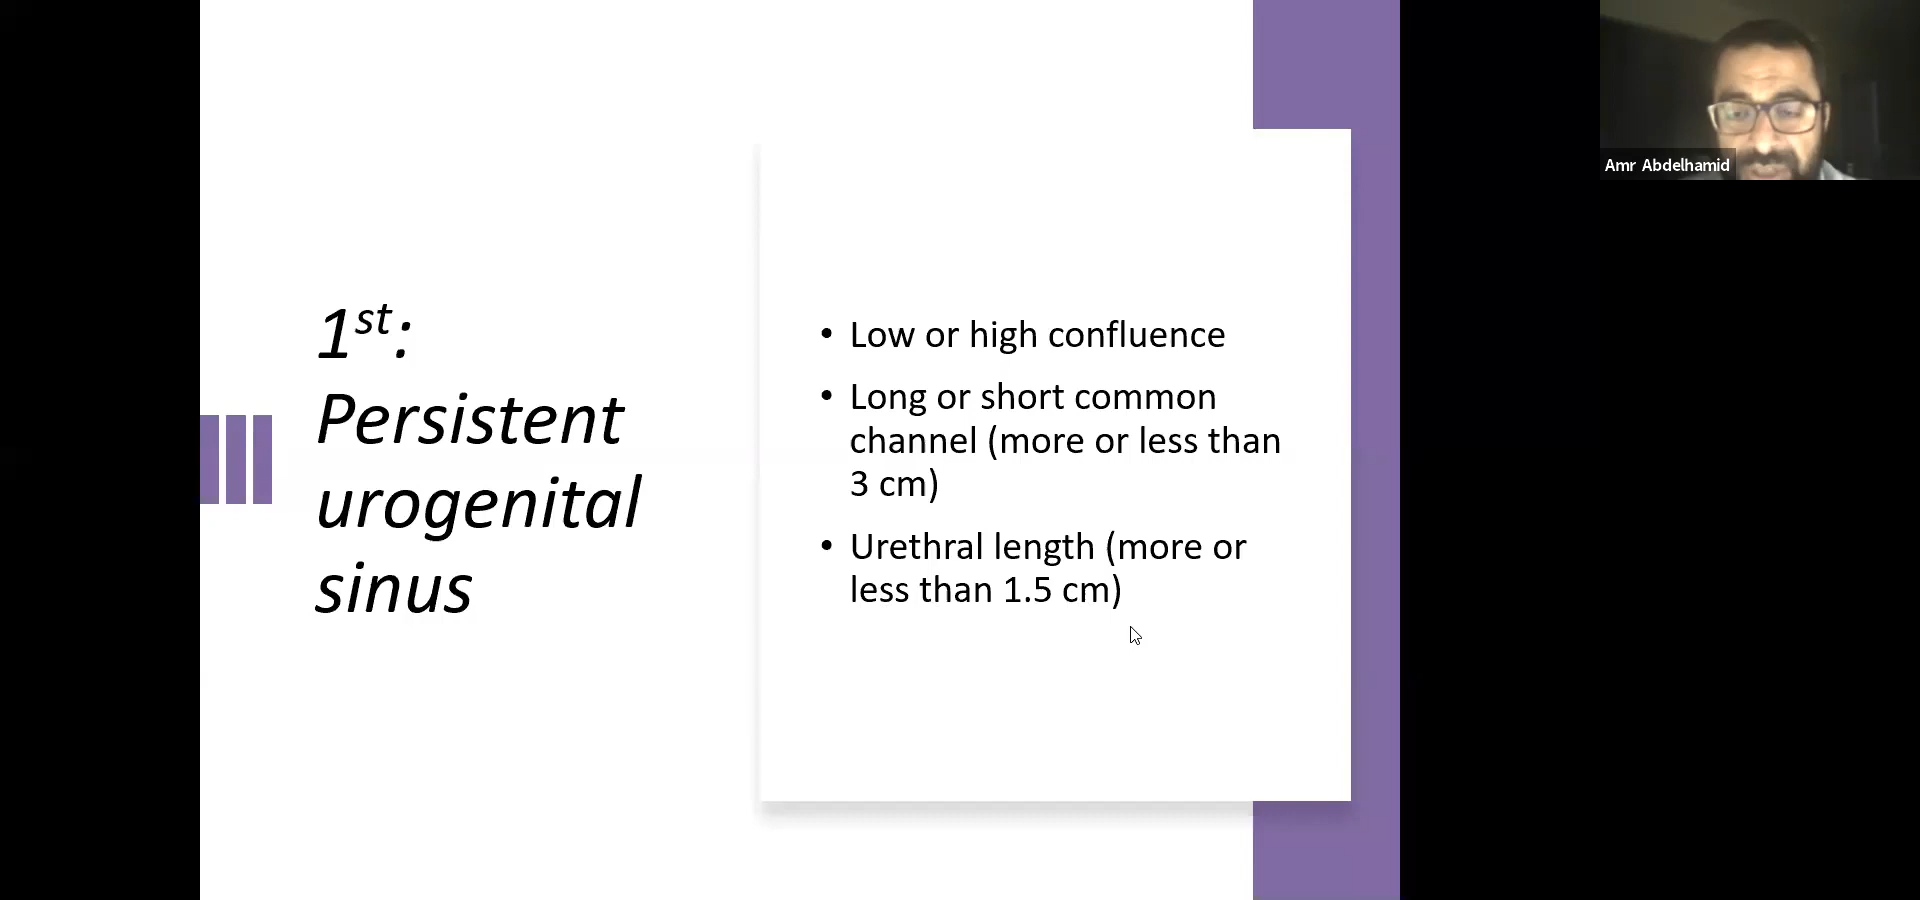 1st:
Persistent
urogenital
sinus
• Low or high confluence
• Long or short common
channel (more or less than
3 cm)
• Urethral length (more or
less than 1.5 cm)
Amr Abdelhamid